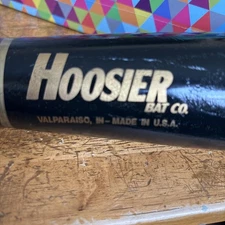 HOOSIER
BAT CO.
VALPARAISO, IN - MADE IN U.S.A.